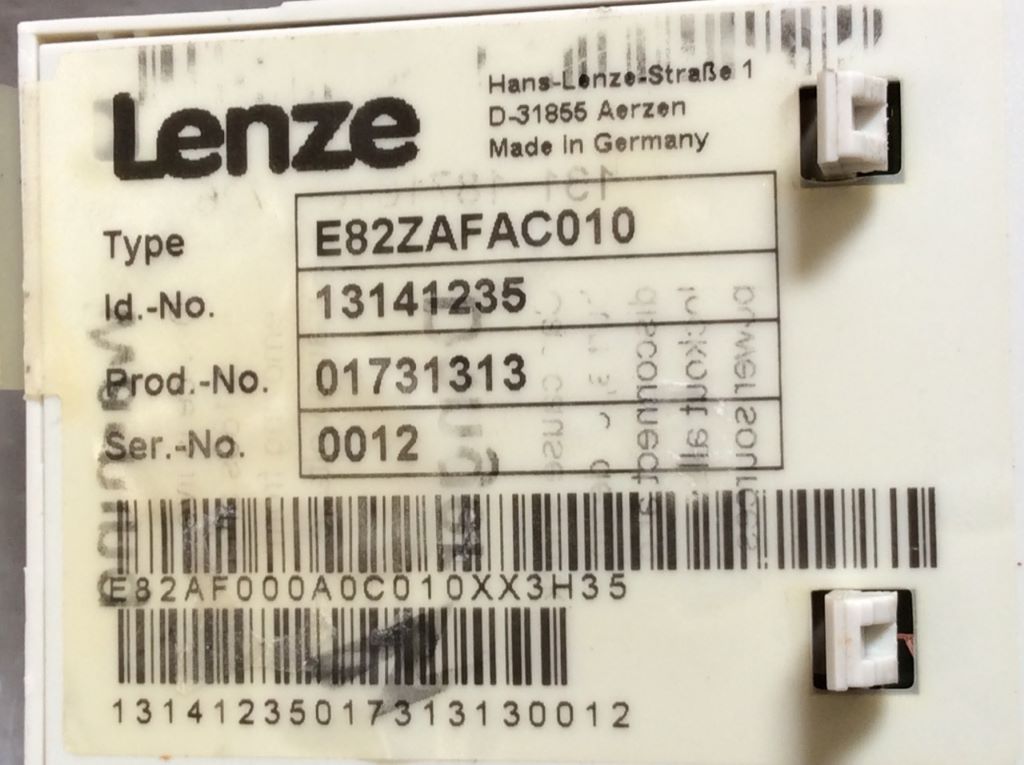 Lenze
Hans-Lenze-Straße 1
D-31855 Aerzen
Made in Germany
Type E82ZAFAC010
Id.-No. 13141235
Prod.-No. 01731313
Ser.-No. 0012
E82AF000A0C010XX3H35
13141235017313130012